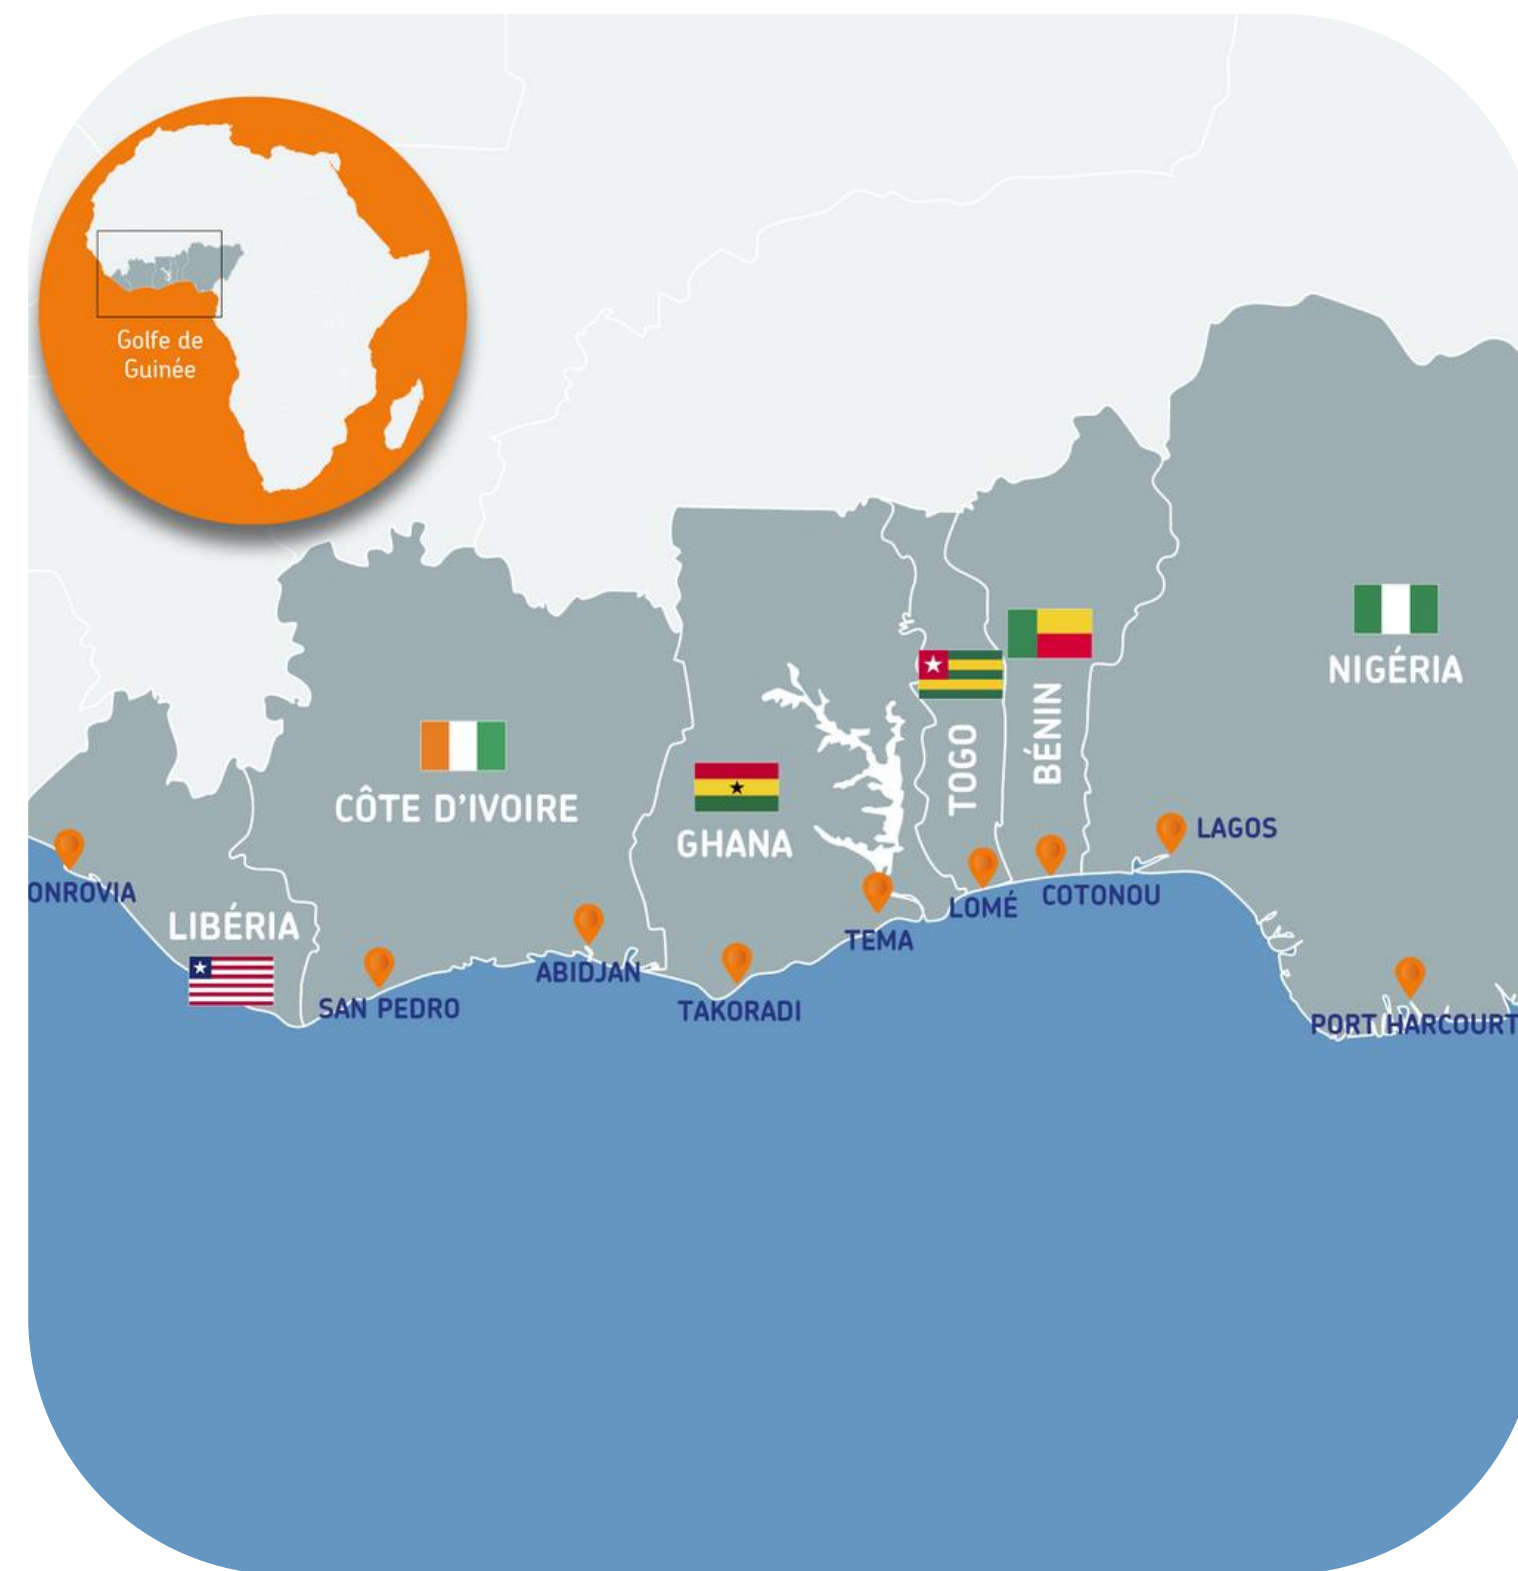 Golfe de
Guinée
NIGÉRIA
BÉNIN
TOGO
CÔTE D'IVOIRE
GHANA
LAGOS
ONROVIA
COTONOU
LOMÉ
LIBÉRIA
TEMA
ABIDJAN
SAN PEDRO
TAKORADI
PORT HARCOURT